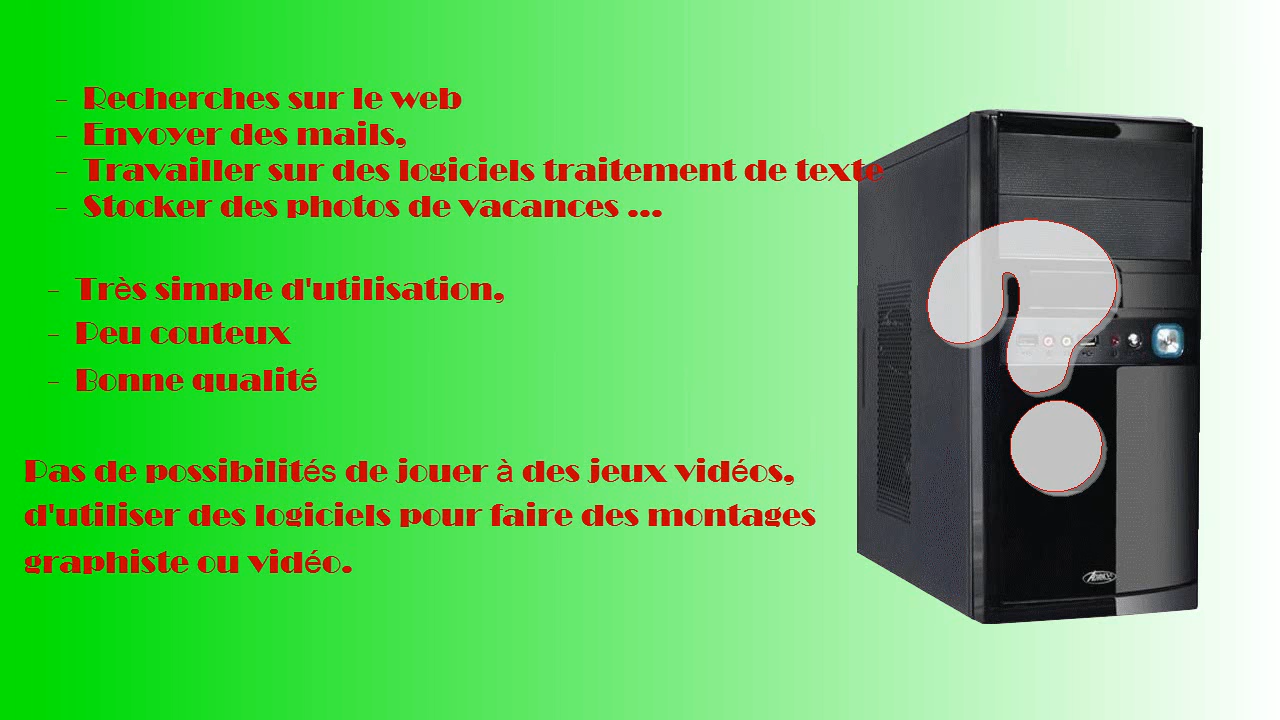 - Recherches sur le web
- Envoyer des mails,
- Travailler sur des logiciels traitement de texte
- Stocker des photos de vacances ...
- Très simple d'utilisation,
- Peu couteux
- Bonne qualité
Pas de possibilités de jouer à des jeux vidéos,
d'utiliser des logiciels pour faire des montages
graphiste ou vidéo.
?